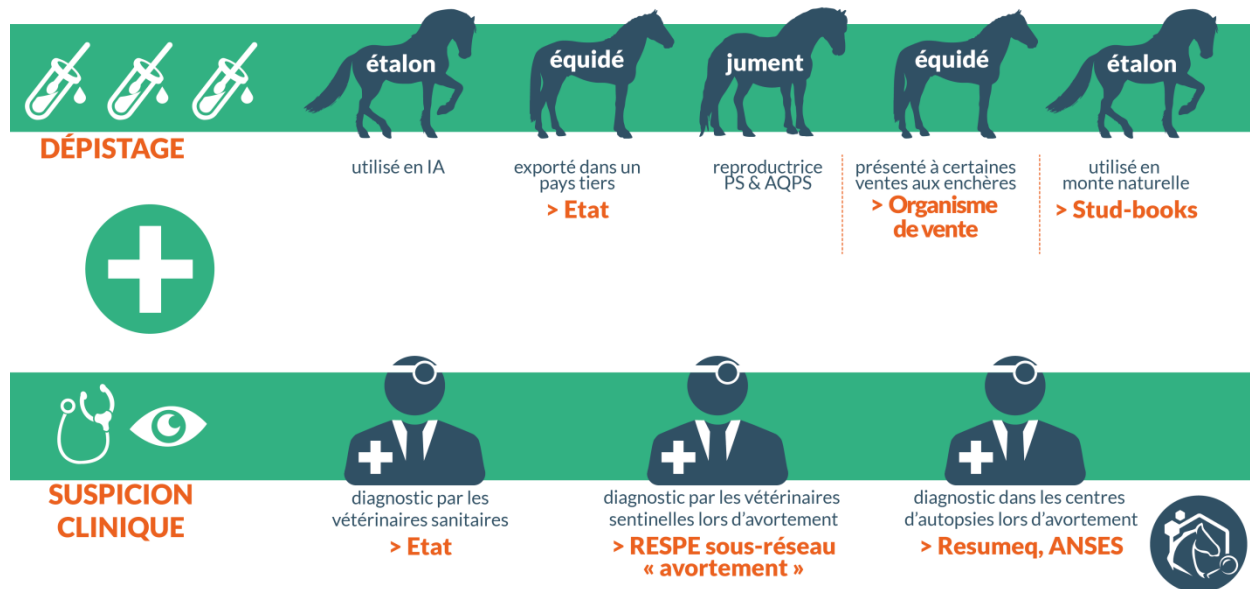 étalon
équidé
jument
équidé
étalon
DÉPISTAGE
utilisé en IA
exporté dans un
pays tiers
> Etat
reproductrice
PS & AQPS
présenté à certaines
ventes aux enchères
> Organisme
de vente
utilisé en
monte naturelle
> Stud-books
SUSPICION
CLINIQUE
diagnostic par les
vétérinaires sanitaires
> Etat
diagnostic par les vétérinaires
sentinelles lors d’avortement
> RESPE sous-réseau
« avortement »
diagnostic dans les centres
d’autopsies lors d’avortement
> Resumeq, ANSES